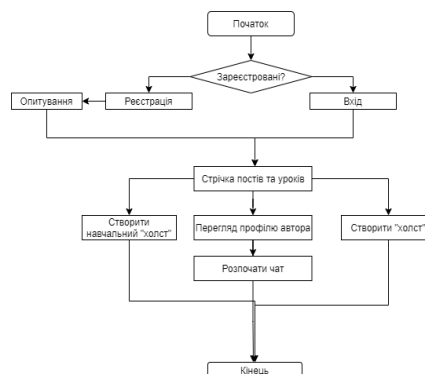 Початок
Зареєстровані?
Опитування
Реєстрація
Вхід
Стрічка постів та уроків
Створити
навчальний "холст"
Перегляд профілю автора
Створити "холст"
Розпочати чат
Кінець